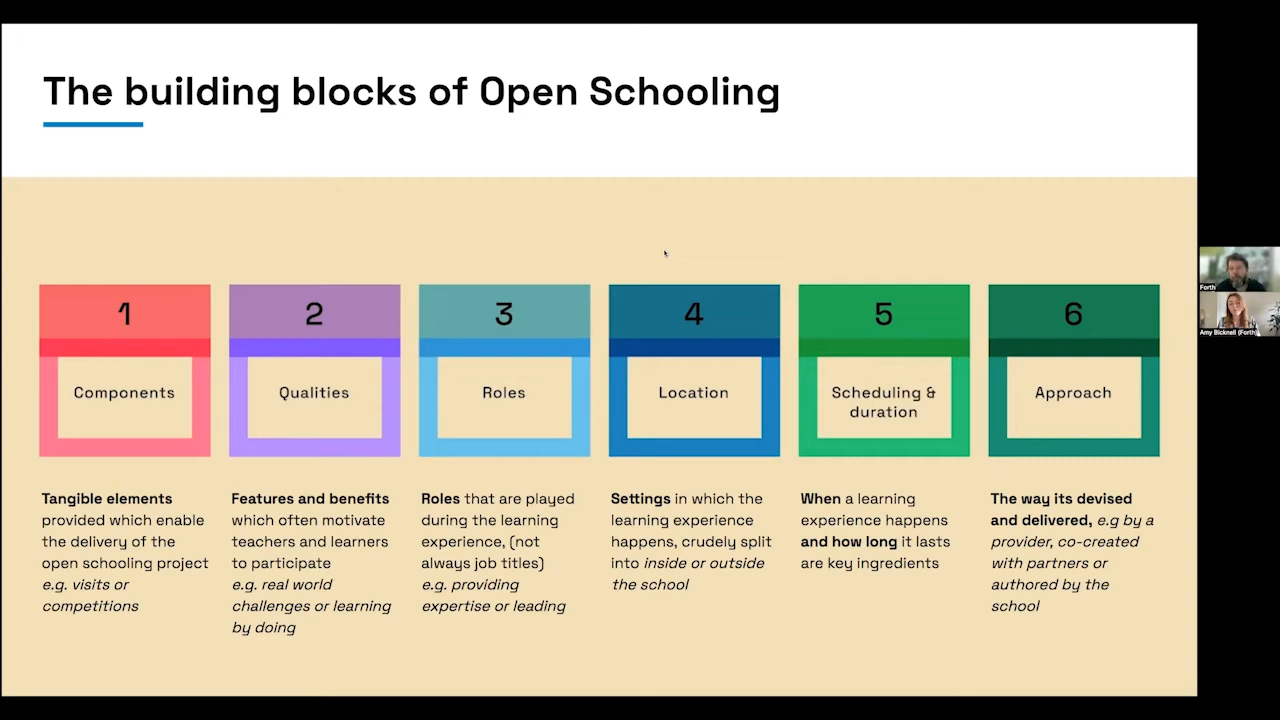 The building blocks of Open Schooling
1
Components
Tangible elements
provided which enable
the delivery of the
open schooling project
e.g. visits or
competitions
2
Qualities
Features and benefits
which often motivate
teachers and learners
to participate
e.g. real world
challenges or learning
by doing
3
Roles
Roles that are played
during the learning
experience, (not
always job titles)
e.g. providing
expertise or leading
4
Location
Settings in which the
learning experience
happens, crudely split
into inside or outside
the school
5
Scheduling &
duration
When a learning
experience happens
and how long it lasts
are key ingredients
6
Approach
The way its devised
and delivered, e.g by a
provider, co-created
with partners or
authored by the
school
Forth
Amy Bicknell (Forth)